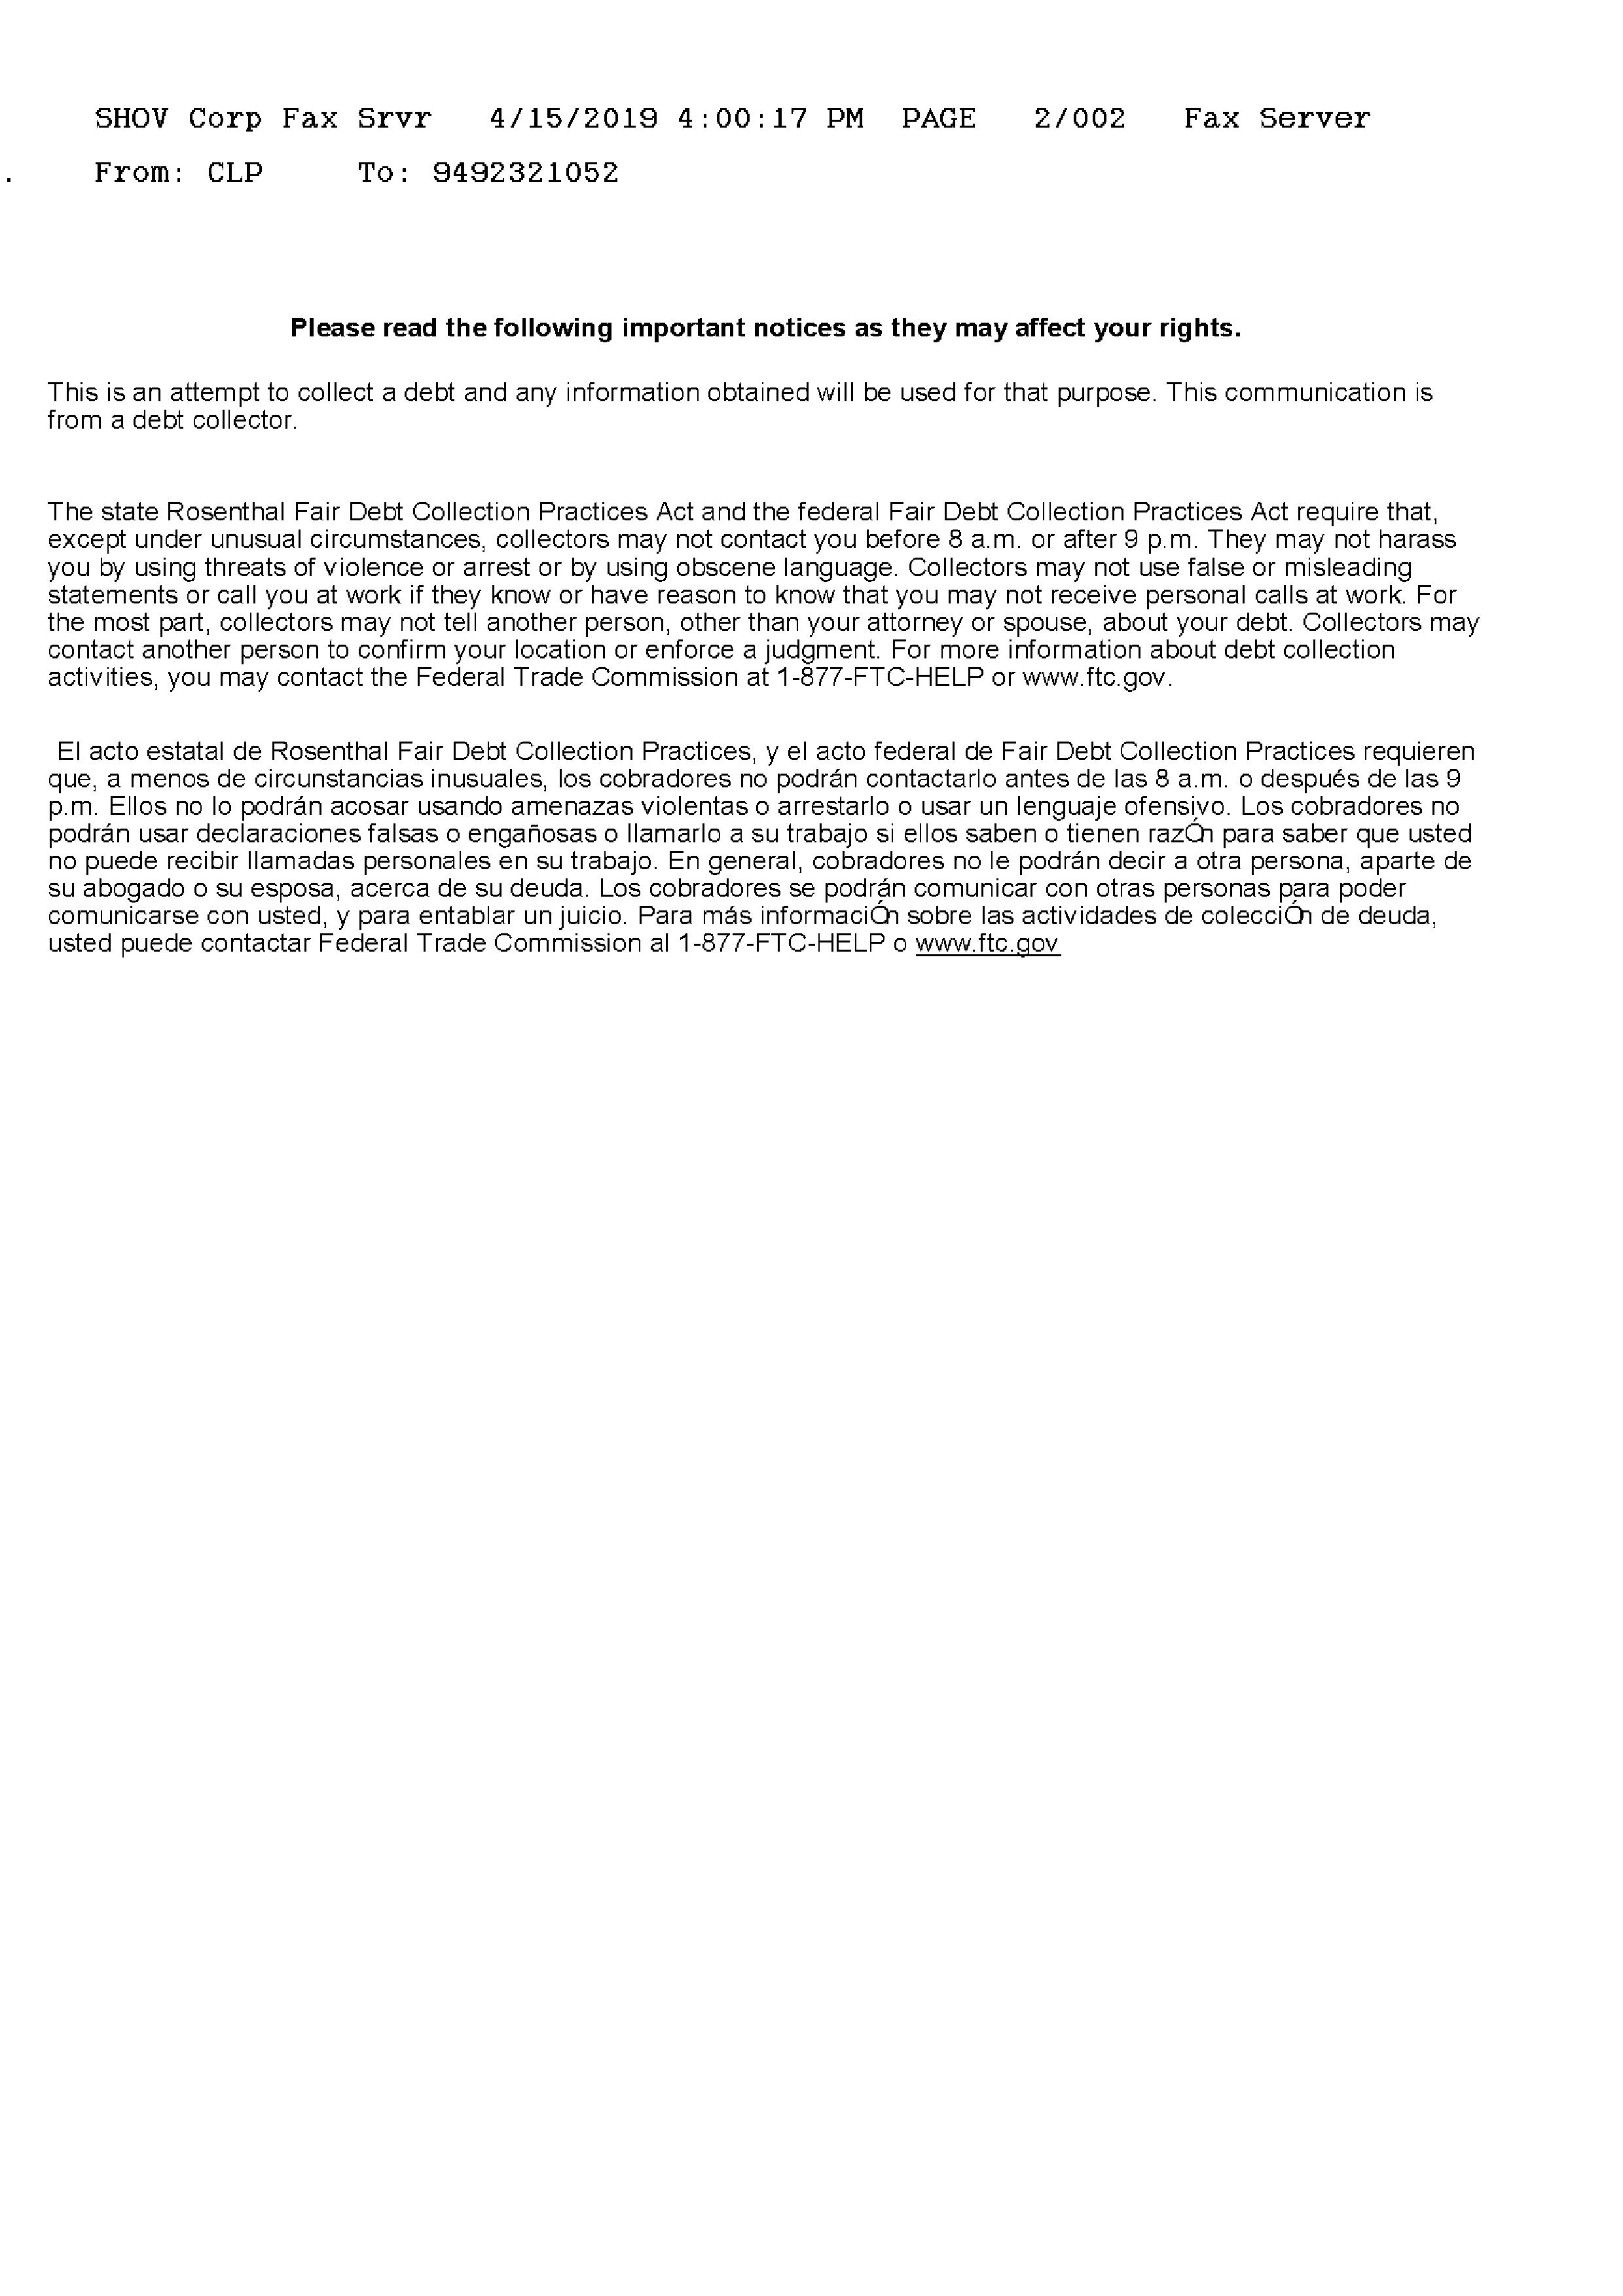 SHOV Corp Fax Srvr 4/15/2019 4:00:17 PM PAGE 2/002 Fax Server
. From: CLP To: 9492321052
Please read the following important notices as they may affect your rights.
This is an attempt to collect a debt and any information obtained will be used for that purpose. This communication is
from a debt collector.
The state Rosenthal Fair Debt Collection Practices Act and the federal Fair Debt Collection Practices Act require that,
except under unusual circumstances, collectors may not contact you before 8 a.m. or after 9 p.m. They may not harass
you by using threats of violence or arrest or by using obscene language. Collectors may not use false or misleading
statements or call you at work if they know or have reason to know that you may not receive personal calls at work. For
the most part, collectors may not tell another person, other than your attorney or spouse, about your debt. Collectors may
contact another person to confirm your location or enforce a judgment. For more information about debt collection
activities, you may contact the Federal Trade Commission at 1-877-FTC-HELP or www.ftc.gov.
El acto estatal de Rosenthal Fair Debt Collection Practices, y el acto federal de Fair Debt Collection Practices requieren
que, a menos de circunstancias inusuales, los cobradores no podrán contactarlo antes de las 8 a.m. o después de las 9
p.m. Ellos no lo podrán acosar usando amenazas violentas o arrestarlo o usar un lenguaje ofensivo. Los cobradores no
podrán usar declaraciones falsas o engañosas o llamarlo a su trabajo si ellos saben o tienen razÓn para saber que usted
no puede recibir llamadas personales en su trabajo. En general, cobradores no le podrán decir a otra persona, aparte de
su abogado o su esposa, acerca de su deuda. Los cobradores se podrán comunicar con otras personas para poder
comunicarse con usted, y para entablar un juicio. Para más informaciÓn sobre las actividades de colecciÓn de deuda,
usted puede contactar Federal Trade Commission al 1-877-FTC-HELP o www.ftc.gov